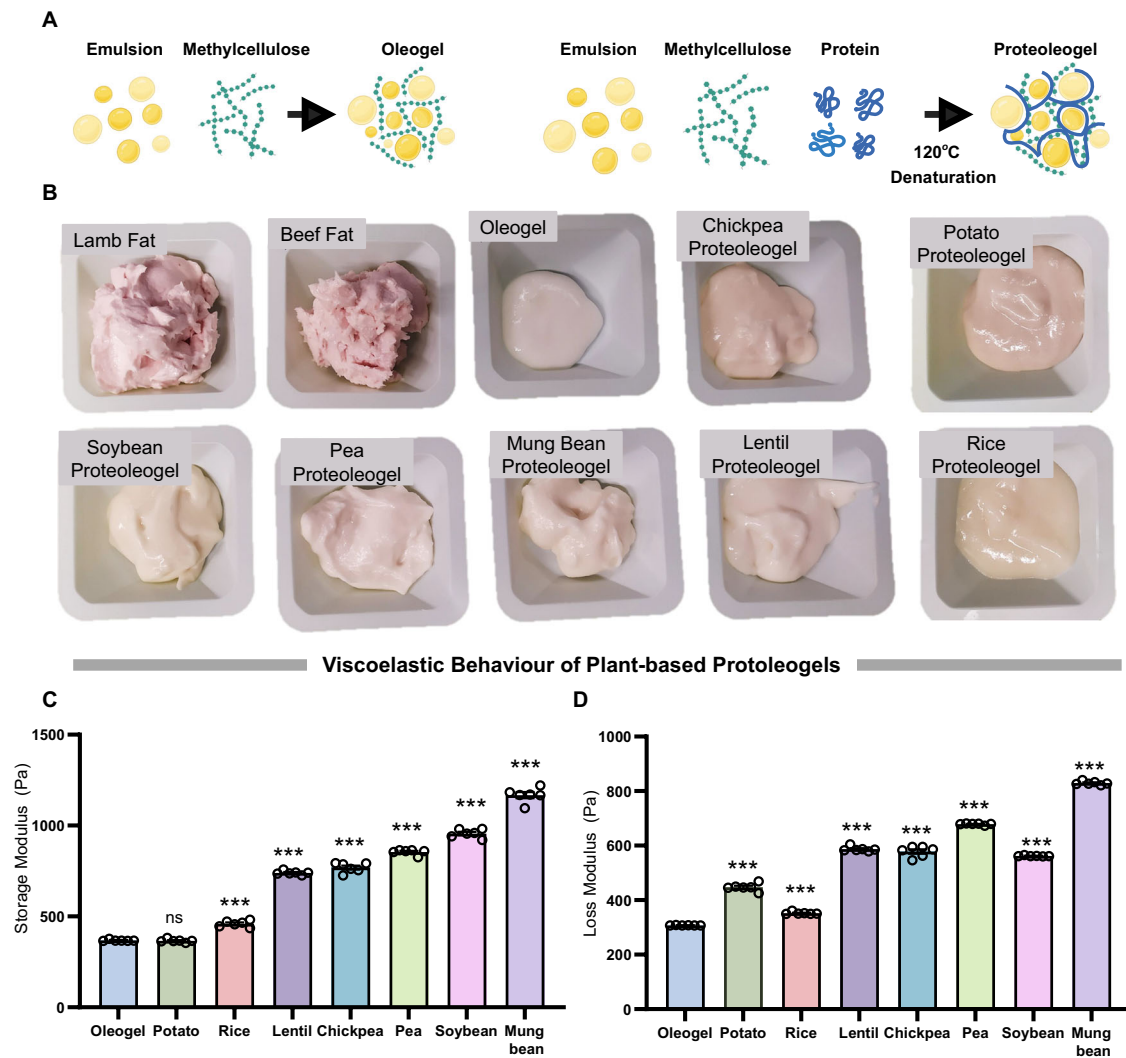 A
Emulsion Methylcellulose Oleogel
Emulsion Methylcellulose Protein Proteoleogel
120°C
Denaturation
B
Lamb Fat
Beef Fat
Oleogel
Chickpea
Proteoleogel
Potato
Proteoleogel
Soybean
Proteoleogel
Pea
Proteoleogel
Mung Bean
Proteoleogel
Lentil
Proteoleogel
Rice
Proteoleogel
Viscoelastic Behaviour of Plant-based Protoleogels
C
Storage Modulus (Pa)
1500
1000
500
0
ns
***
***
***
***
***
***
Oleogel Potato Rice Lentil Chickpea Pea Soybean Mung
bean
D
Loss Modulus (Pa)
1000
800
600
400
200
0
***
***
***
***
***
***
***
Oleogel Potato Rice Lentil Chickpea Pea Soybean Mung
bean